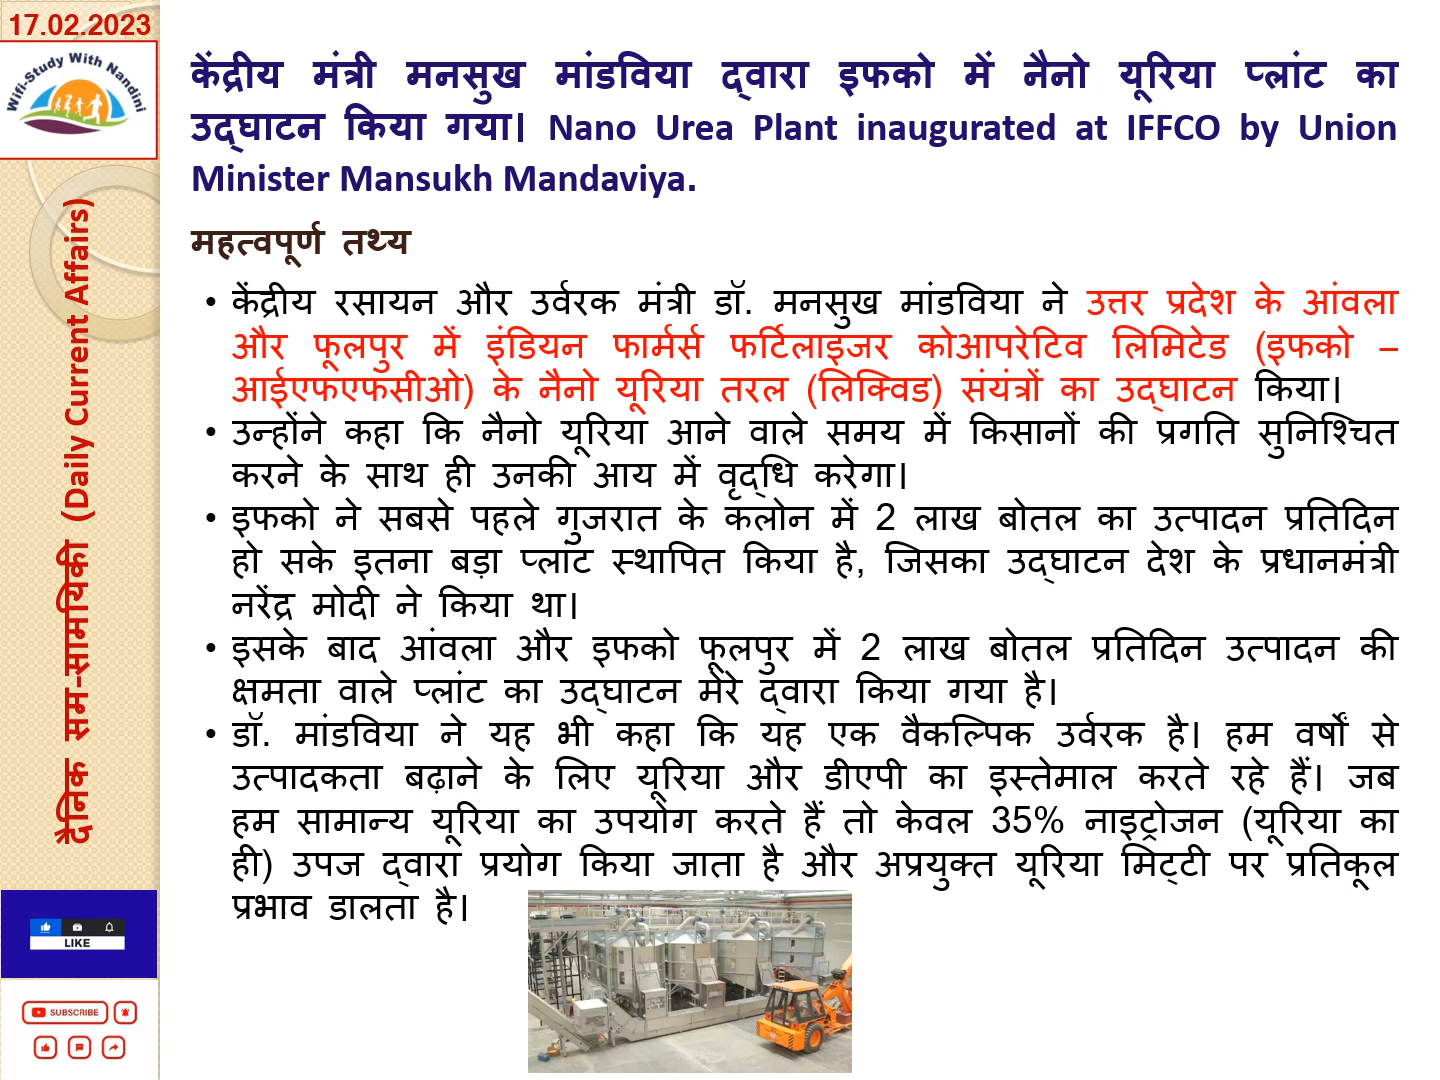 17.02.2023
Wifi-Study With Nandini
दैनिक सम-सामयिकी (Daily Current Affairs)
LIKE
SUBSCRIBE
केंद्रीय मंत्री मनसुख मांडविया द्वारा इफको में नैनो यूरिया प्लांट का
उद्घाटन किया गया। Nano Urea Plant inaugurated at IFFCO by Union
Minister Mansukh Mandaviya.
महत्वपूर्ण तथ्य
• केंद्रीय रसायन और उर्वरक मंत्री डॉ. मनसुख मांडविया ने उत्तर प्रदेश के आंवला
और फूलपुर में इंडियन फार्मर्स फर्टिलाइजर कोआपरेटिव लिमिटेड (इफको –
आईएफएफसीओ) के नैनो यूरिया तरल (लिक्विड) संयंत्रों का उद्घाटन किया।
• उन्होंने कहा कि नैनो यूरिया आने वाले समय में किसानों की प्रगति सुनिश्चित
करने के साथ ही उनकी आय में वृद्धि करेगा।
• इफको ने सबसे पहले गुजरात के कलोन में 2 लाख बोतल का उत्पादन प्रतिदिन
हो सके इतना बड़ा प्लांट स्थापित किया है, जिसका उद्घाटन देश के प्रधानमंत्री
नरेंद्र मोदी ने किया था।
• इसके बाद आंवला और इफको फूलपुर में 2 लाख बोतल प्रतिदिन उत्पादन की
क्षमता वाले प्लांट का उद्घाटन मेरे द्वारा किया गया है।
• डॉ. मांडविया ने यह भी कहा कि यह एक वैकल्पिक उर्वरक है। हम वर्षों से
उत्पादकता बढ़ाने के लिए यूरिया और डीएपी का इस्तेमाल करते रहे हैं। जब
हम सामान्य यूरिया का उपयोग करते हैं तो केवल 35% नाइट्रोजन (यूरिया का
ही) उपज द्वारा प्रयोग किया जाता है और अप्रयुक्त यूरिया मिट्टी पर प्रतिकूल
प्रभाव डालता है।